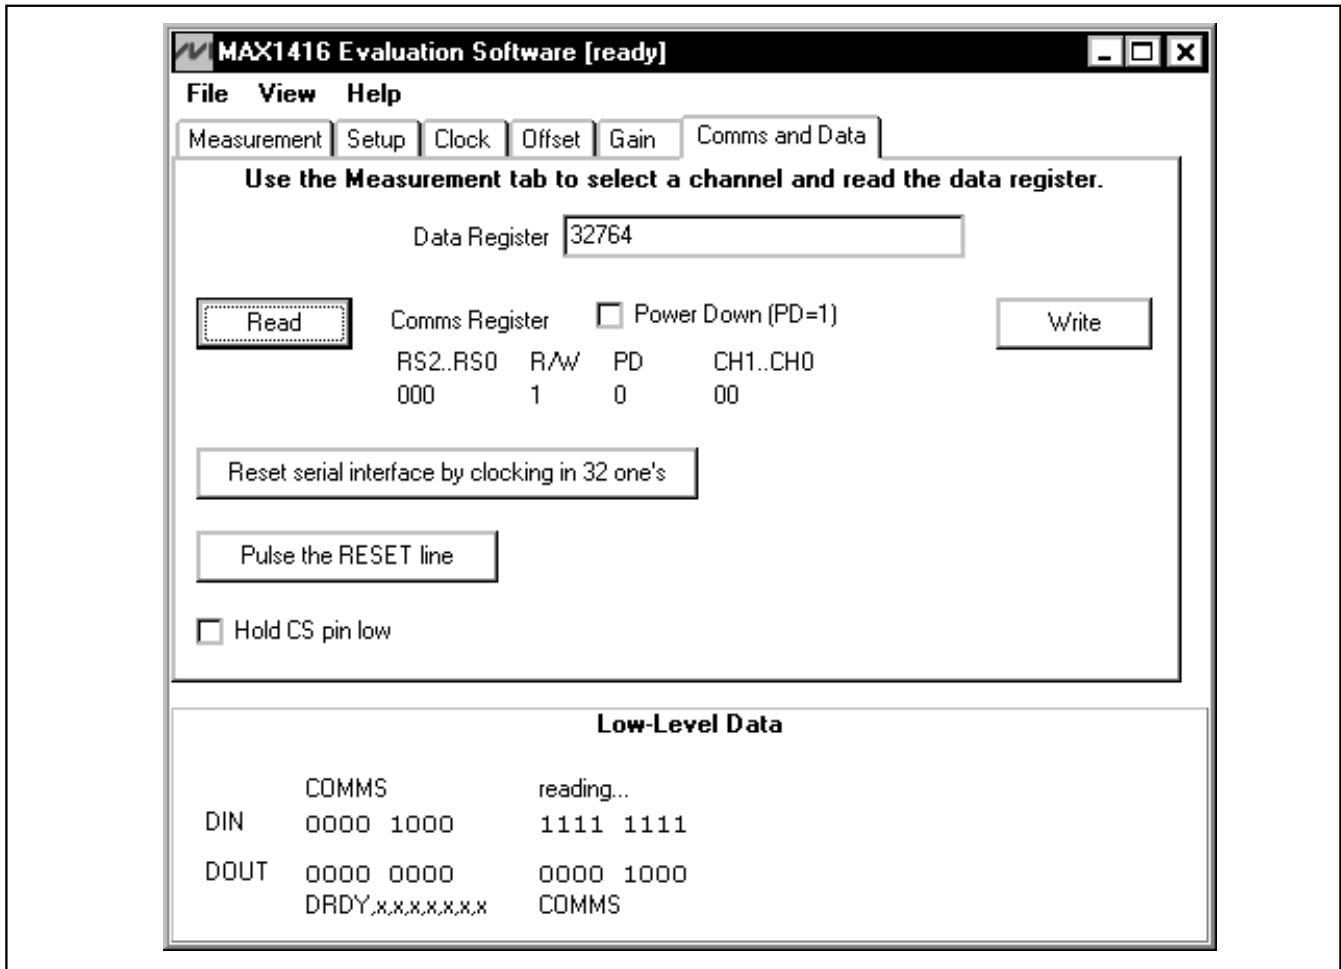 MAX1416 Evaluation Software [ready]
File View Help
Measurement Setup Clock Offset Gain Comms and Data
Use the Measurement tab to select a channel and read the data register.
Data Register 32764
Read Comms Register Power Down (PD=1) Write
RS2..RS0 R/W PD CH1..CH0
000 1 0 00
Reset serial interface by clocking in 32 one's
Pulse the RESET line
Hold CS pin low
Low-Level Data
COMMS reading...
DIN 0000 1000 1111 1111
DOUT 0000 0000 0000 1000
DRDY,x,x,x,x,x,x,x COMMS